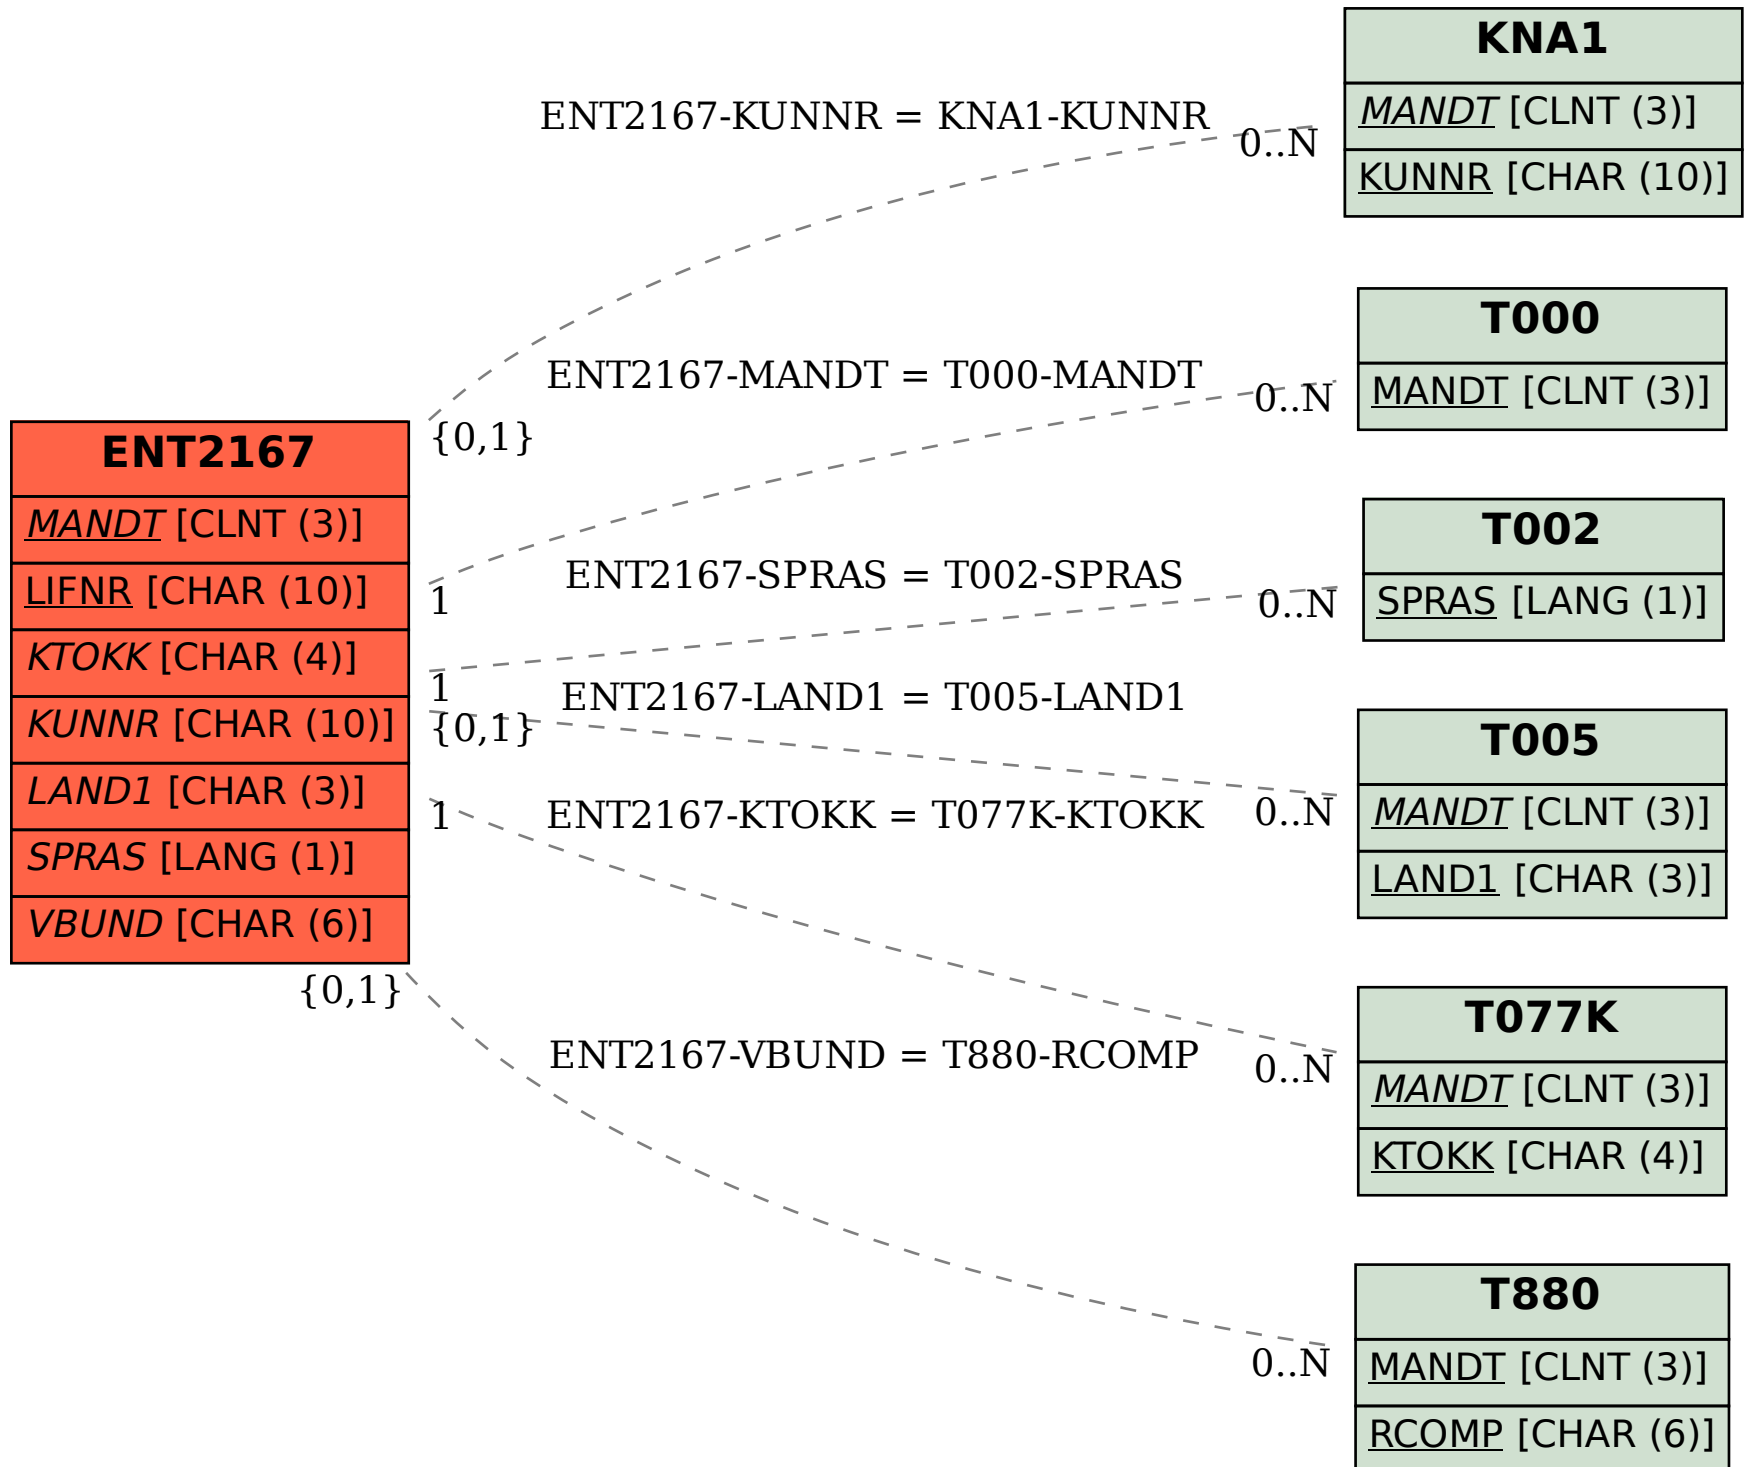 KNA1
MANDT [CLNT (3)]
KUNNR [CHAR (10)]
ENT2167-KUNNR = KNA1-KUNNR
0..N
{0,1}
T000
MANDT [CLNT (3)]
ENT2167-MANDT = T000-MANDT
0..N
1
ENT2167
MANDT [CLNT (3)]
LIFNR [CHAR (10)]
KTOKK [CHAR (4)]
KUNNR [CHAR (10)]
LAND1 [CHAR (3)]
SPRAS [LANG (1)]
VBUND [CHAR (6)]
T002
SPRAS [LANG (1)]
ENT2167-SPRAS = T002-SPRAS
0..N
1
ENT2167-LAND1 = T005-LAND1
{0,1}
0..N
T005
MANDT [CLNT (3)]
LAND1 [CHAR (3)]
ENT2167-KTOKK = T077K-KTOKK
1
0..N
T077K
MANDT [CLNT (3)]
KTOKK [CHAR (4)]
{0,1}
ENT2167-VBUND = T880-RCOMP
0..N
T880
MANDT [CLNT (3)]
RCOMP [CHAR (6)]